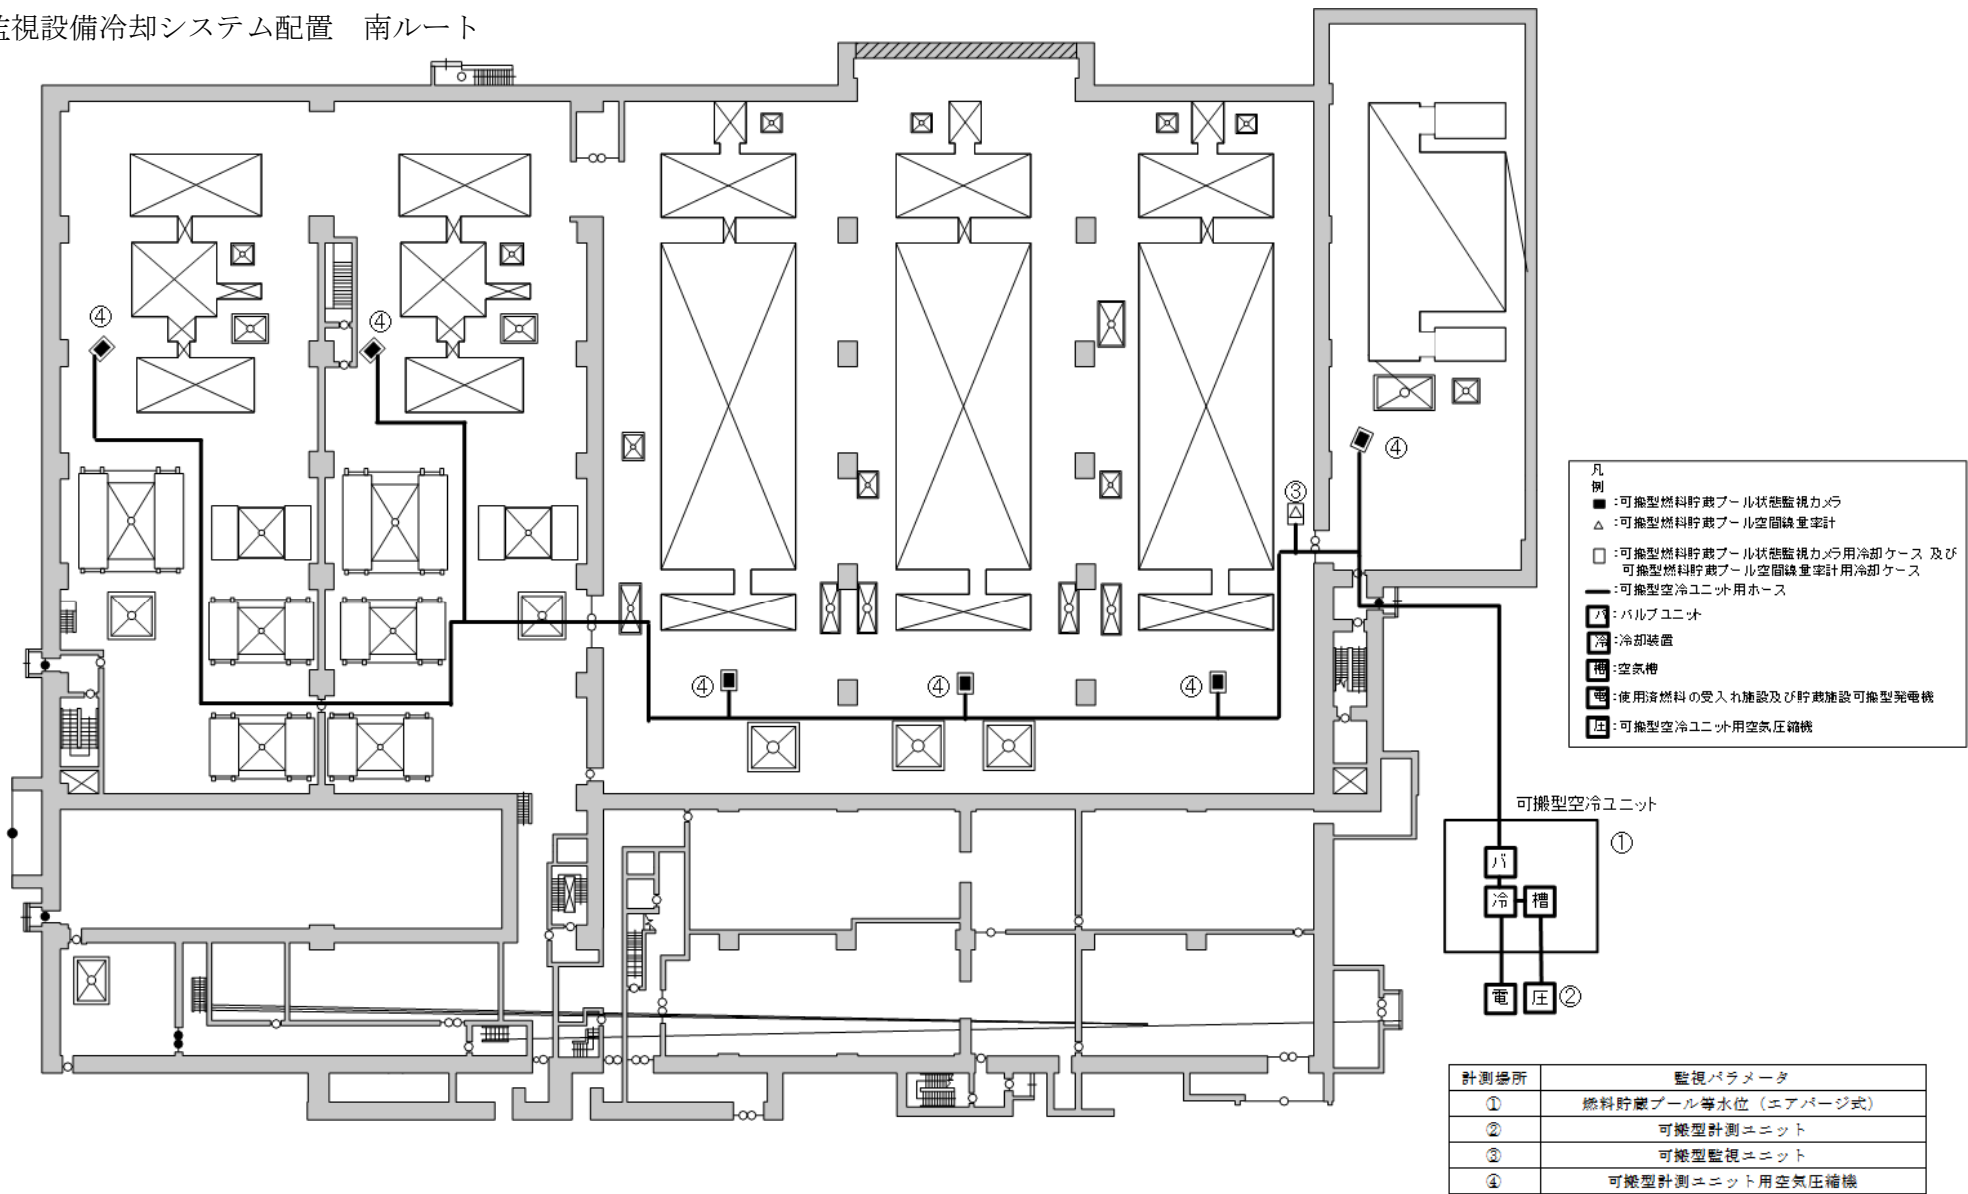 監視設備冷却システム配置　南ルート
④
④
④
③
凡
例
■：可搬型燃料貯蔵プール状態監視カメラ
△：可搬型燃料貯蔵プール空間線量率計
□：可搬型燃料貯蔵プール状態監視カメラ用冷却ケース 及び
可搬型燃料貯蔵プール空間線量率計用冷却ケース
：可搬型空冷ユニット用ホース
バ：バルブユニット
冷：冷却装置
槽：空気槽
電：使用済燃料の受入れ施設及び貯蔵施設可搬型発電機
圧：可搬型空冷ユニット用空気圧縮機
④
④
④
可搬型空冷ユニット
①
バ
冷
槽
電
圧
②
計測場所 監視パラメータ
① 燃料貯蔵プール等水位（エアパージ式）
② 可搬型計測ユニット
③ 可搬型監視ユニット
④ 可搬型計測ユニット用空気圧縮機